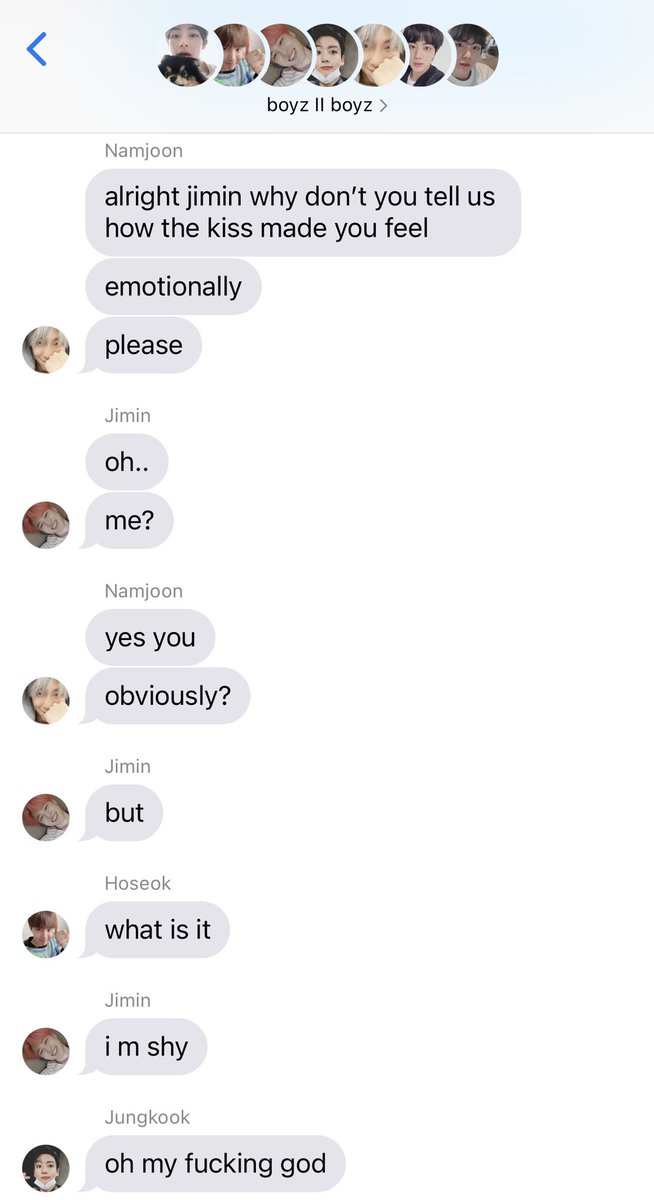 boyz II boyz
Namjoon
alright jimin why don’t you tell us
how the kiss made you feel
emotionally
please
Jimin
oh..
me?
Namjoon
yes you
obviously?
Jimin
but
Hoseok
what is it
Jimin
i m shy
Jungkook
oh my fucking god